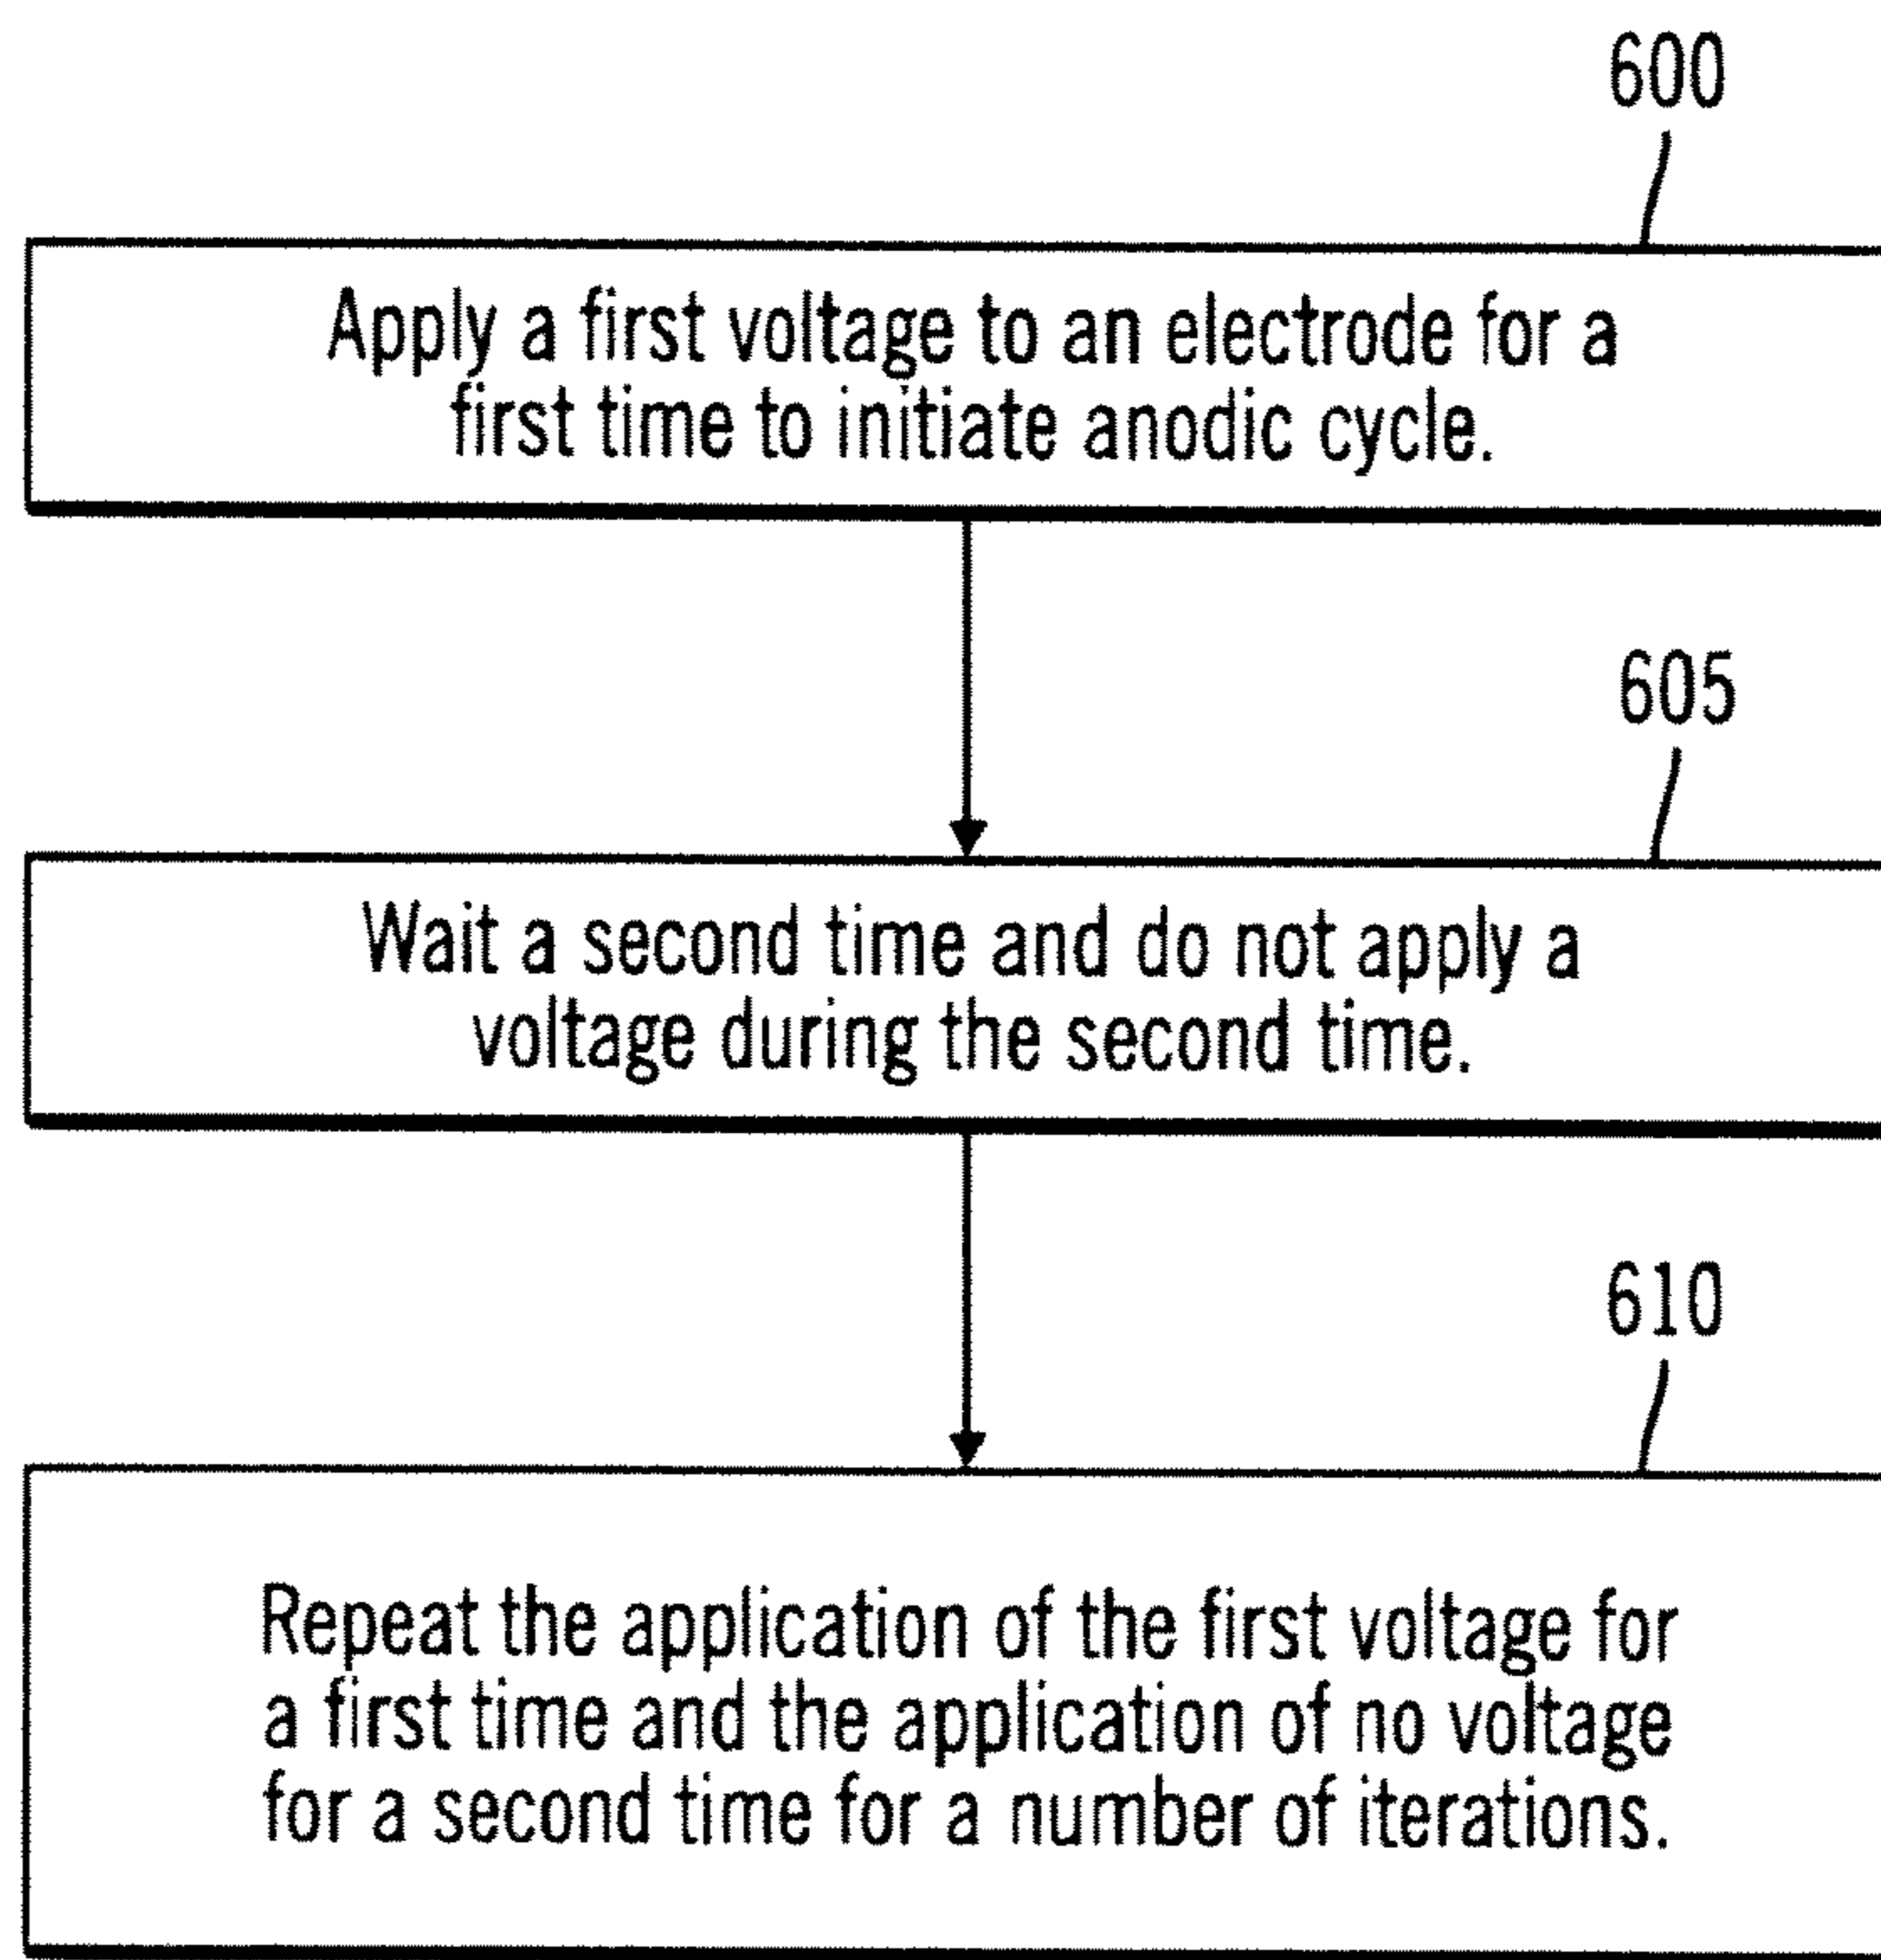 600
Apply a first voltage to an electrode for a
first time to initiate anodic cycle.
605
Wait a second time and do not apply a
voltage during the second time.
610
Repeat the application of the first voltage for
a first time and the application of no voltage
for a second time for a number of iterations.